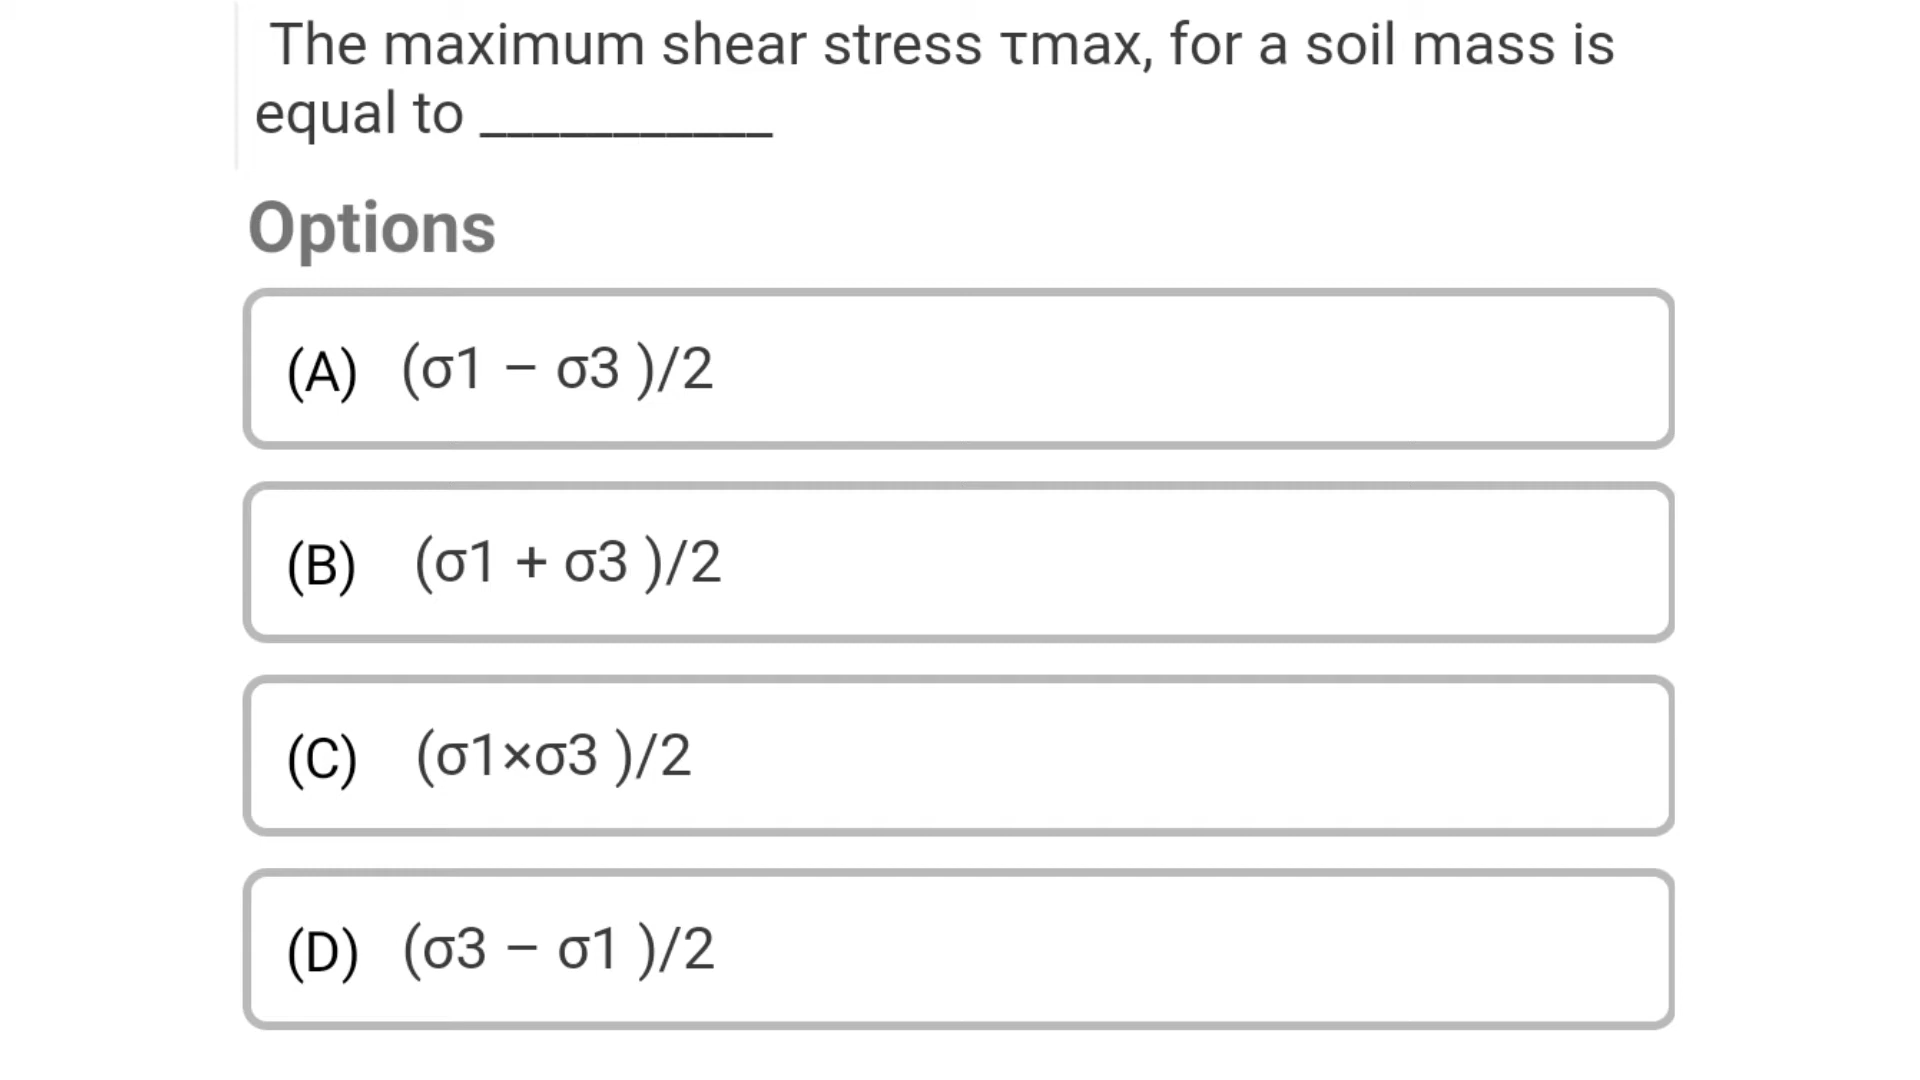 The maximum shear stress τmax, for a soil mass is
equal to ___________
Options
(A) (σ1 – σ3 )/2
(B) (σ1 + σ3 )/2
(C) (σ1×σ3 )/2
(D) (σ3 – σ1 )/2